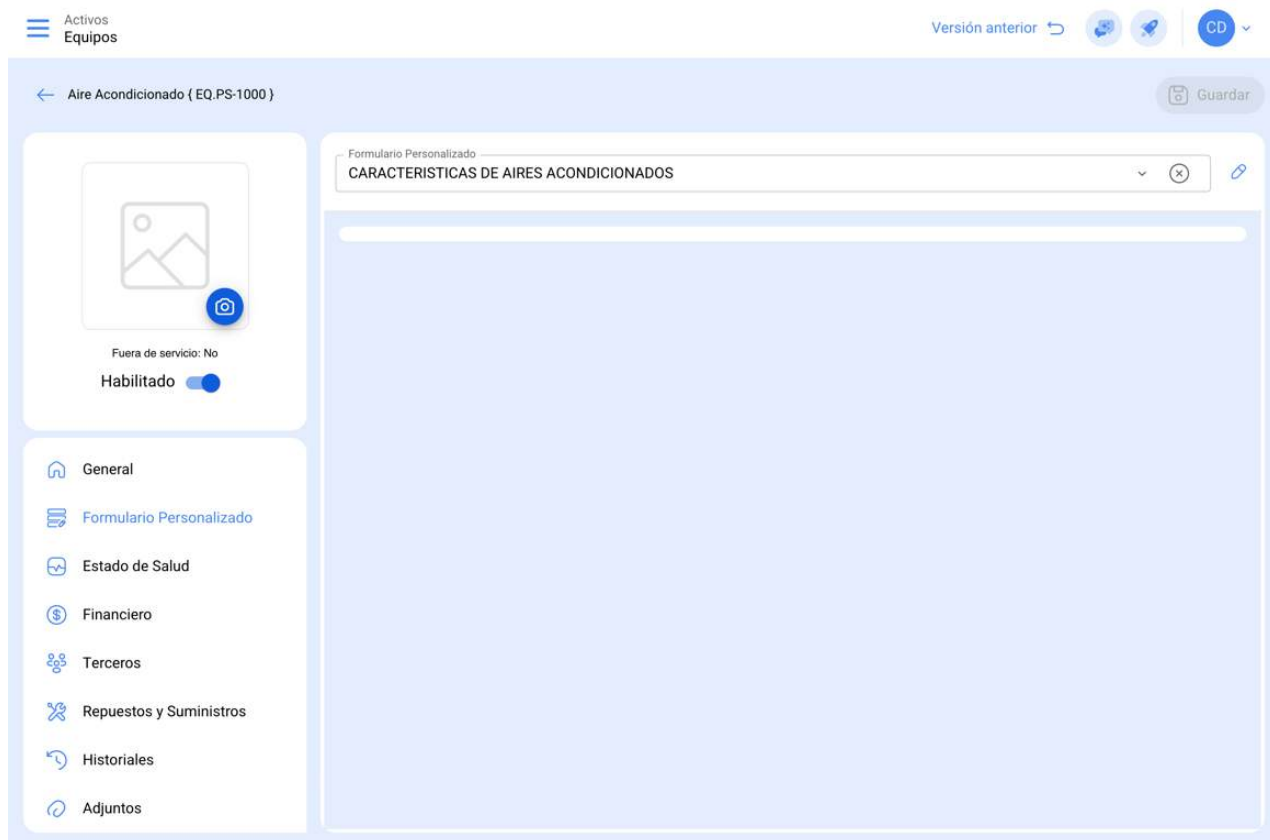 Activos
Equipos
Versión anterior
CD
Aire Acondicionado { EQ.PS-1000 }
Guardar
Formulario Personalizado
CARACTERISTICAS DE AIRES ACONDICIONADOS
Fuera de servicio: No
Habilitado
General
Formulario Personalizado
Estado de Salud
Financiero
Terceros
Repuestos y Suministros
Historiales
Adjuntos